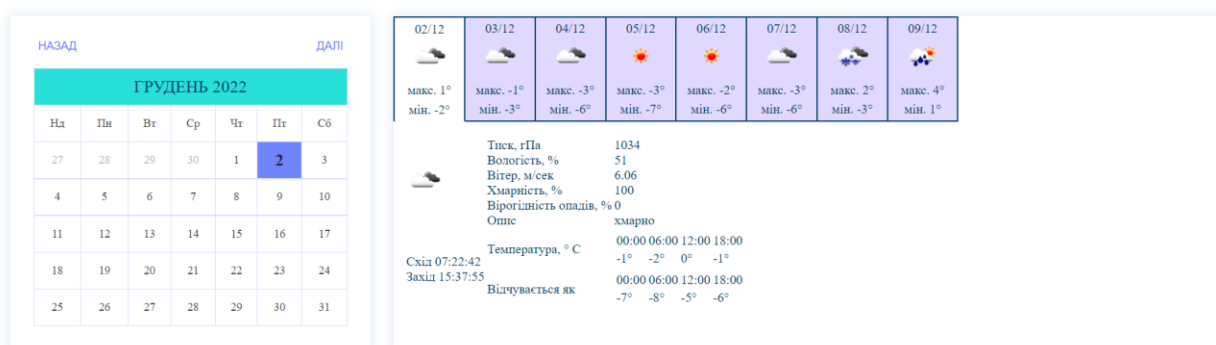 НАЗАД ДАЛІ
ГРУДЕНЬ 2022
Нд Пн Вт Ср Чт Пт Сб
27 28 29 30 1 2 3
4 5 6 7 8 9 10
11 12 13 14 15 16 17
18 19 20 21 22 23 24
25 26 27 28 29 30 31
02/12 03/12 04/12 05/12 06/12 07/12 08/12 09/12
макс. 1° макс. -1° макс. -3° макс. -3° макс. -2° макс. -3° макс. 2° макс. 4°
мін. -2° мін. -3° мін. -6° мін. -7° мін. -6° мін. -6° мін. -3° мін. 1°
Тиск, гПа 1034
Вологість, % 51
Вітер, м/сек 6.06
Хмарність, % 100
Вірогідність опадів, % 0
Опис хмарно
Схід 07:22:42
Захід 15:37:55
Температура, ° C
00:00 06:00 12:00 18:00
-1° -2° 0° -1°
Відчувається як
00:00 06:00 12:00 18:00
-7° -8° -5° -6°